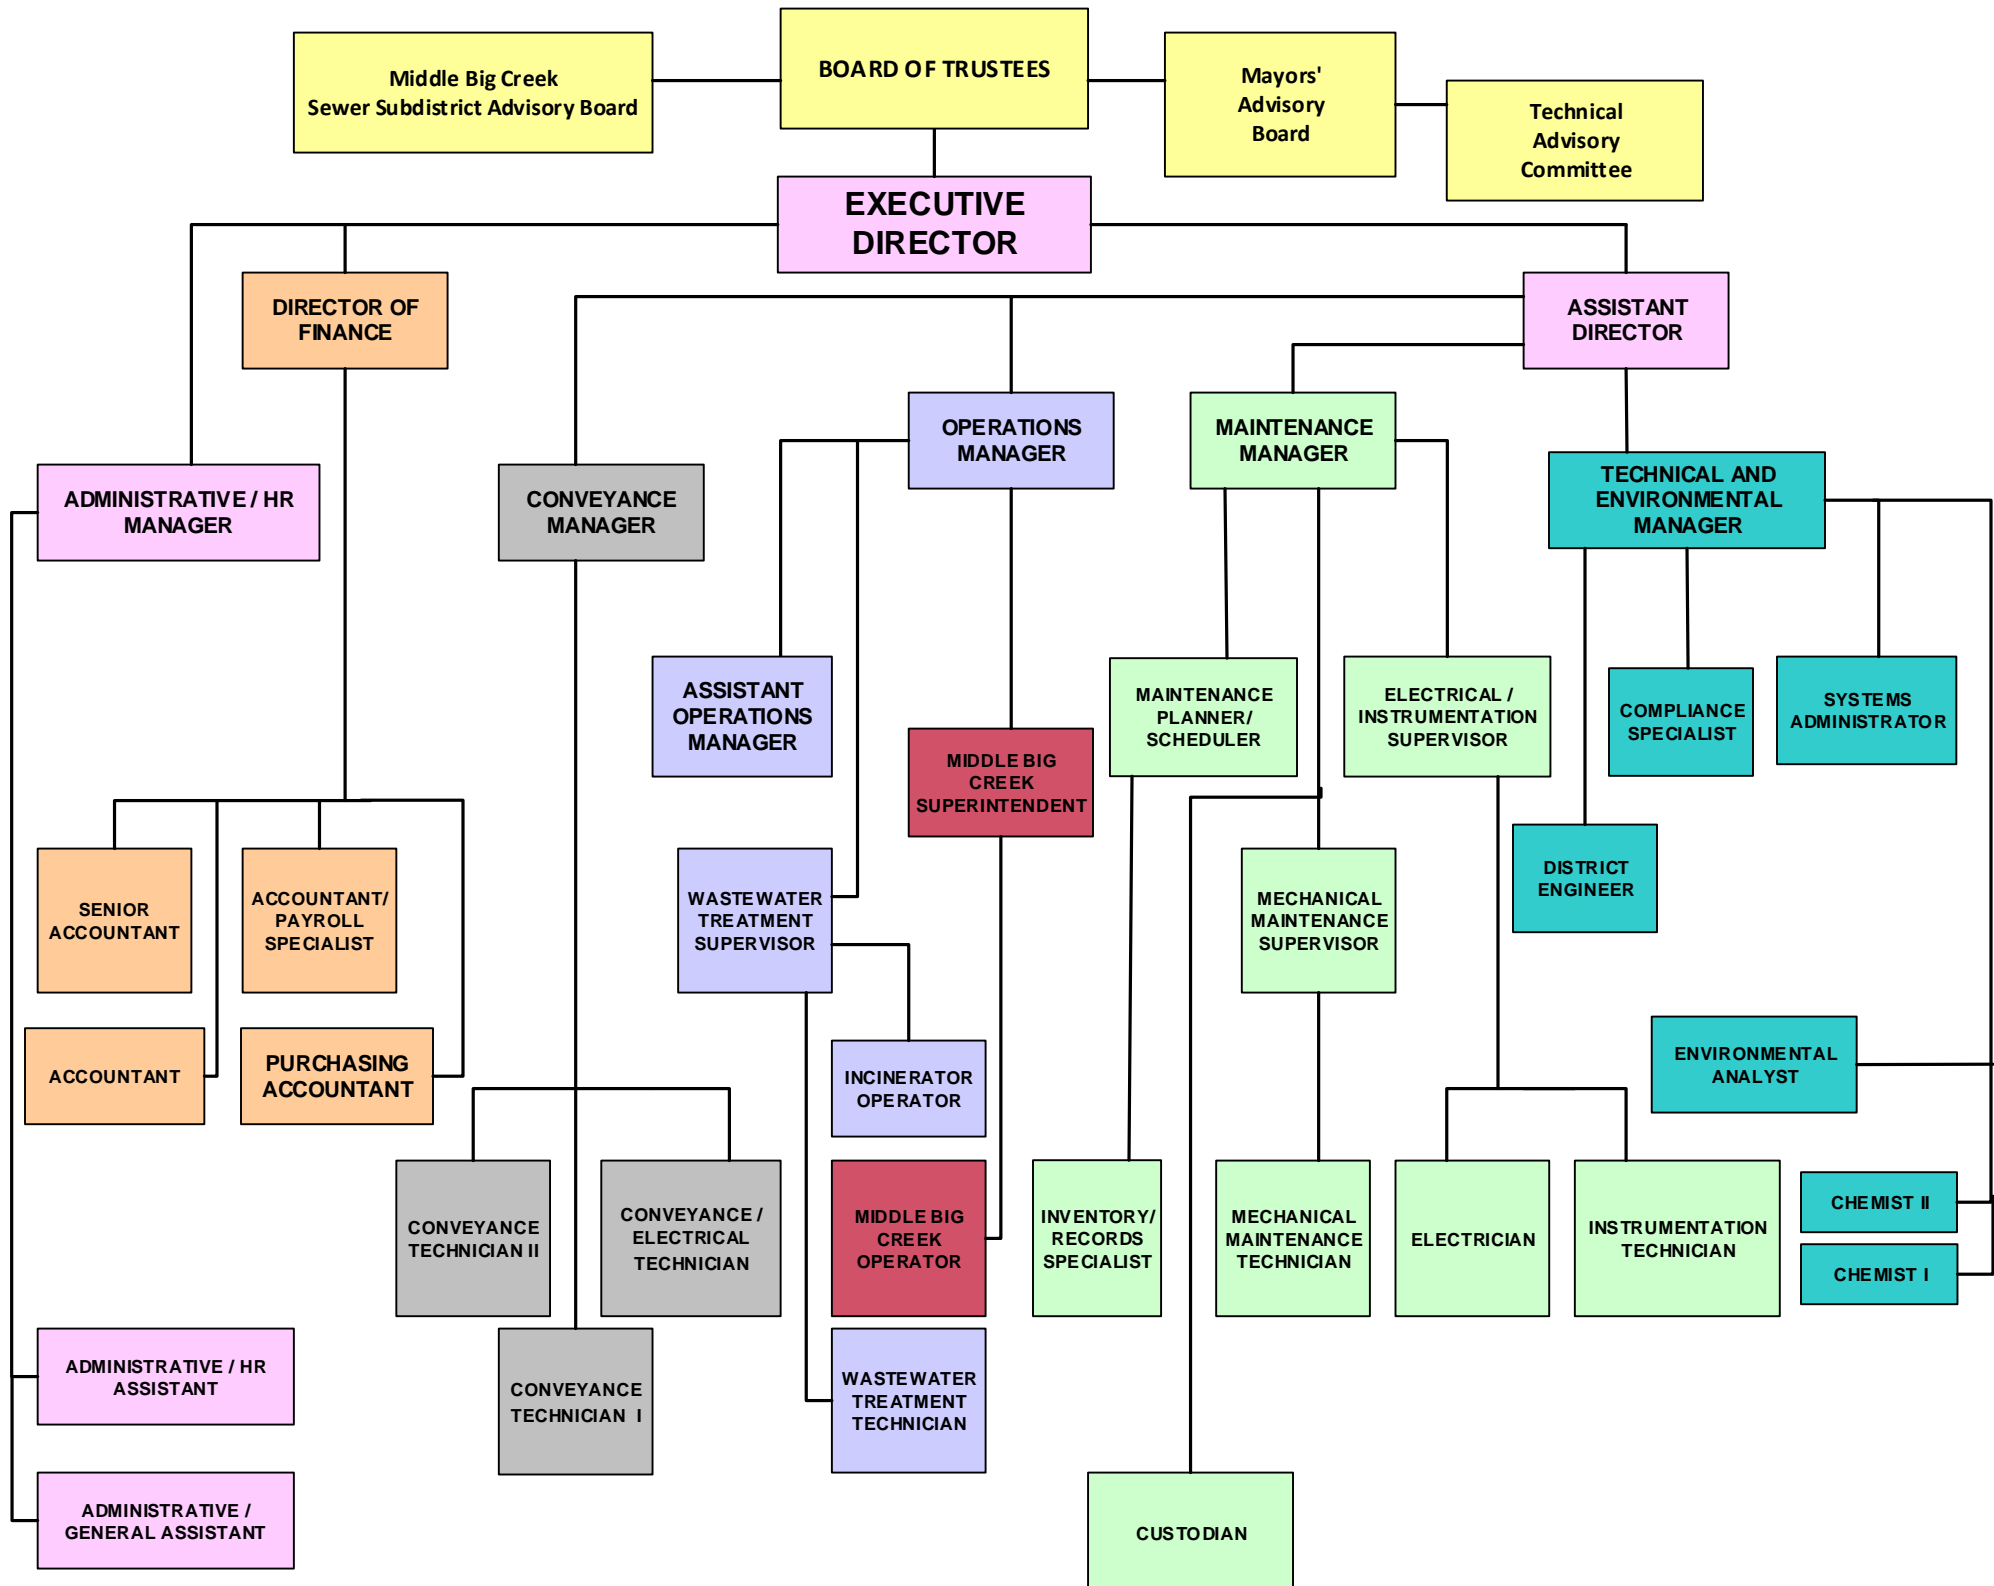 BOARD OF TRUSTEES
Middle Big Creek
Sewer Subdistrict Advisory Board
Mayors'
Advisory
Board
Technical
Advisory
Committee
EXECUTIVE
DIRECTOR
DIRECTOR OF
FINANCE
ASSISTANT
DIRECTOR
OPERATIONS
MANAGER
MAINTENANCE
MANAGER
ADMINISTRATIVE / HR
MANAGER
CONVEYANCE
MANAGER
TECHNICAL AND
ENVIRONMENTAL
MANAGER
ASSISTANT
OPERATIONS
MANAGER
MAINTENANCE
PLANNER/
SCHEDULER
ELECTRICAL /
INSTRUMENTATION
SUPERVISOR
COMPLIANCE
SPECIALIST
SYSTEMS
ADMINISTRATOR
MIDDLE BIG
CREEK
SUPERINTENDENT
SENIOR
ACCOUNTANT
ACCOUNTANT/
PAYROLL
SPECIALIST
WASTEWATER
TREATMENT
SUPERVISOR
MECHANICAL
MAINTENANCE
SUPERVISOR
DISTRICT
ENGINEER
ACCOUNTANT
PURCHASING
ACCOUNTANT
INCINERATOR
OPERATOR
ENVIRONMENTAL
ANALYST
CONVEYANCE
TECHNICIAN II
CONVEYANCE /
ELECTRICAL
TECHNICIAN
MIDDLE BIG
CREEK
OPERATOR
INVENTORY/
RECORDS
SPECIALIST
MECHANICAL
MAINTENANCE
TECHNICIAN
ELECTRICIAN
INSTRUMENTATION
TECHNICIAN
CHEMIST II
CHEMIST I
ADMINISTRATIVE / HR
ASSISTANT
CONVEYANCE
TECHNICIAN I
WASTEWATER
TREATMENT
TECHNICIAN
ADMINISTRATIVE /
GENERAL ASSISTANT
CUSTODIAN